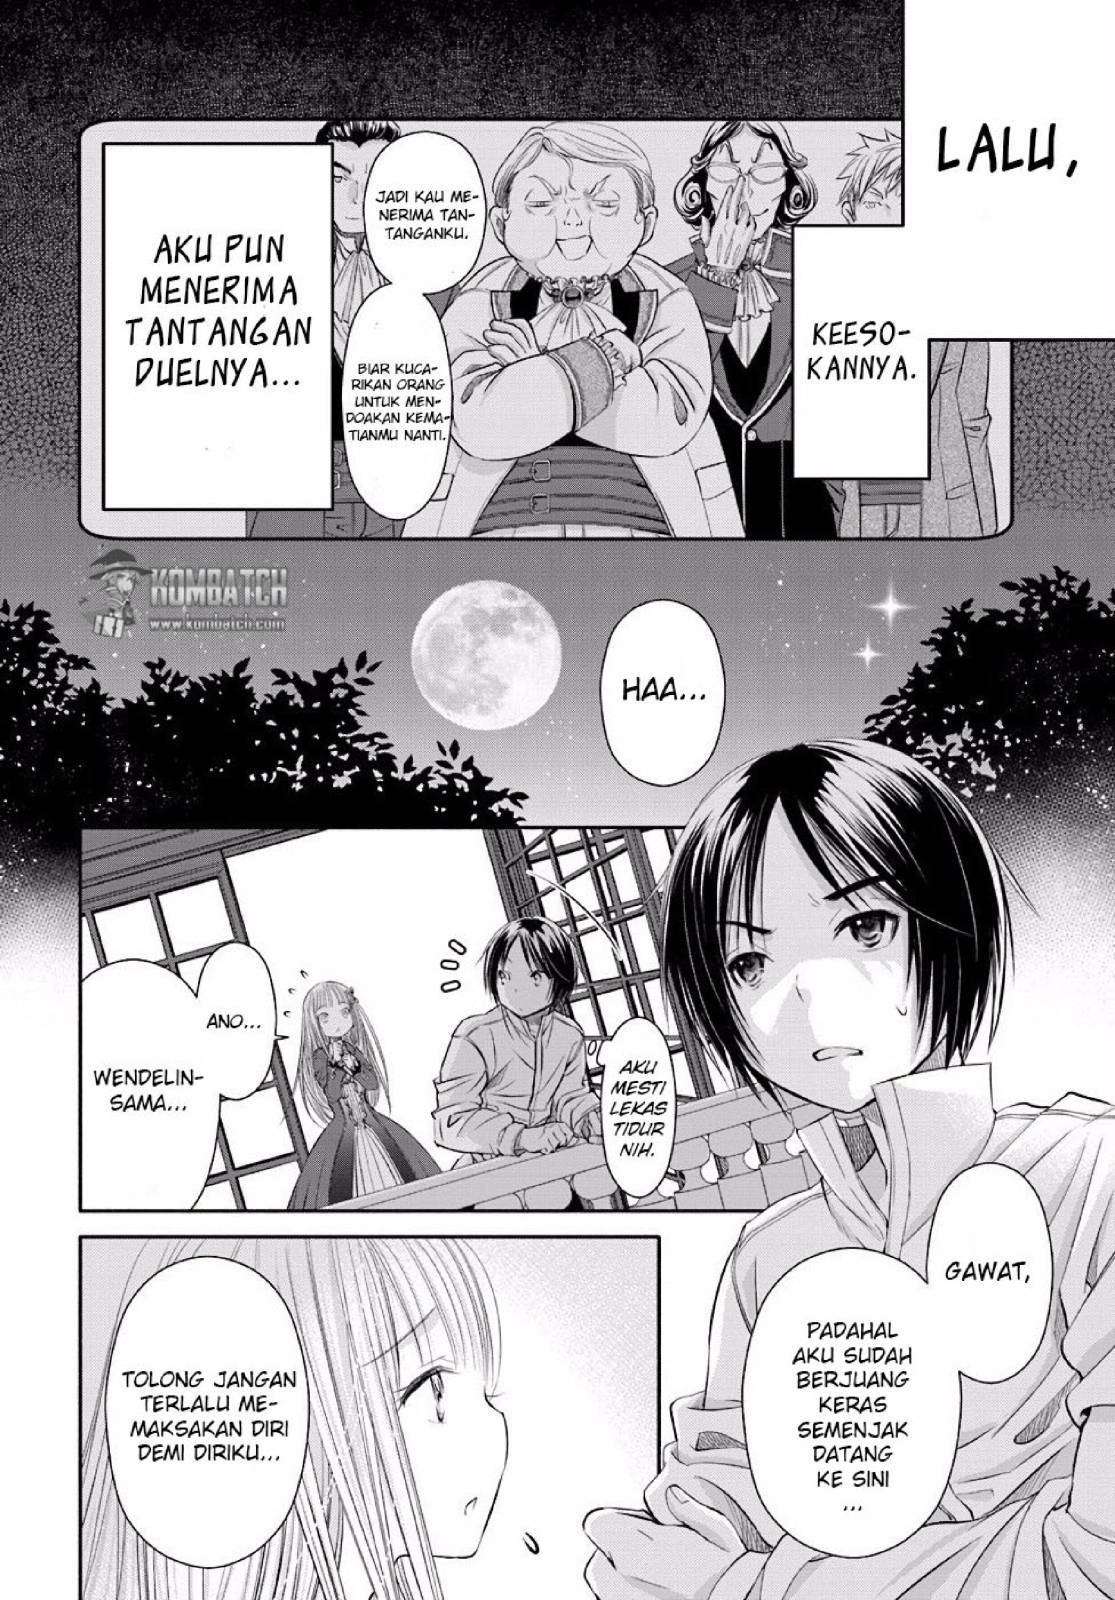 LALU,
KEESO-
KANNYA.
JADI KAU ME-
NERIMA TAN-
TANGANKU.
BIAR KUCA-
RIKAN ORANG
UNTUK MEN-
DOAKAN KEMA-
TIANMU NANTI.
AKU PUN
MENERIMA
TANTANGAN
DUELNYA...
KOMBATCH
www.kombatch.com
HAA...
GAWAT,
PADAHAL
AKU SUDAH
BERJUANG
KERAS
SEMENJAK
DATANG
KE SINI
...
AKU
MESTI
LEKAS
TIDUR
NIH.
ANO...
WENDELIN-
SAMA...
TOLONG JANGAN
TERLALU ME-
MAKSAKAN DIRI
DEMI DIRIKU...